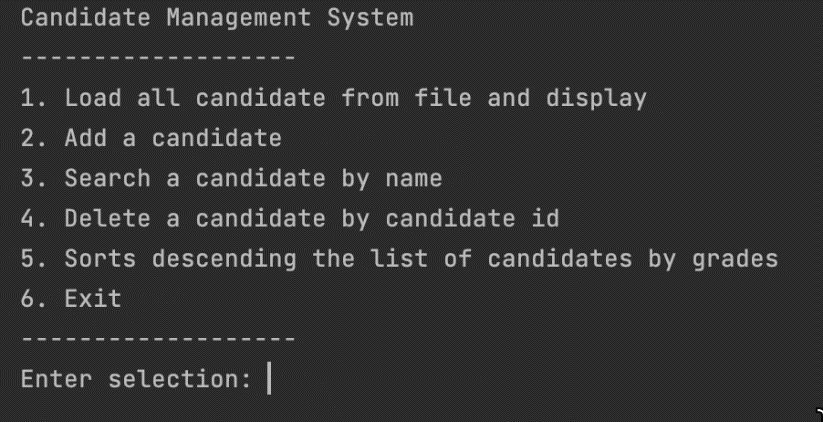 Candidate Management System
-------------------
1. Load all candidate from file and display
2. Add a candidate
3. Search a candidate by name
4. Delete a candidate by candidate id
5. Sorts descending the list of candidates by grades
6. Exit
-------------------
Enter selection: